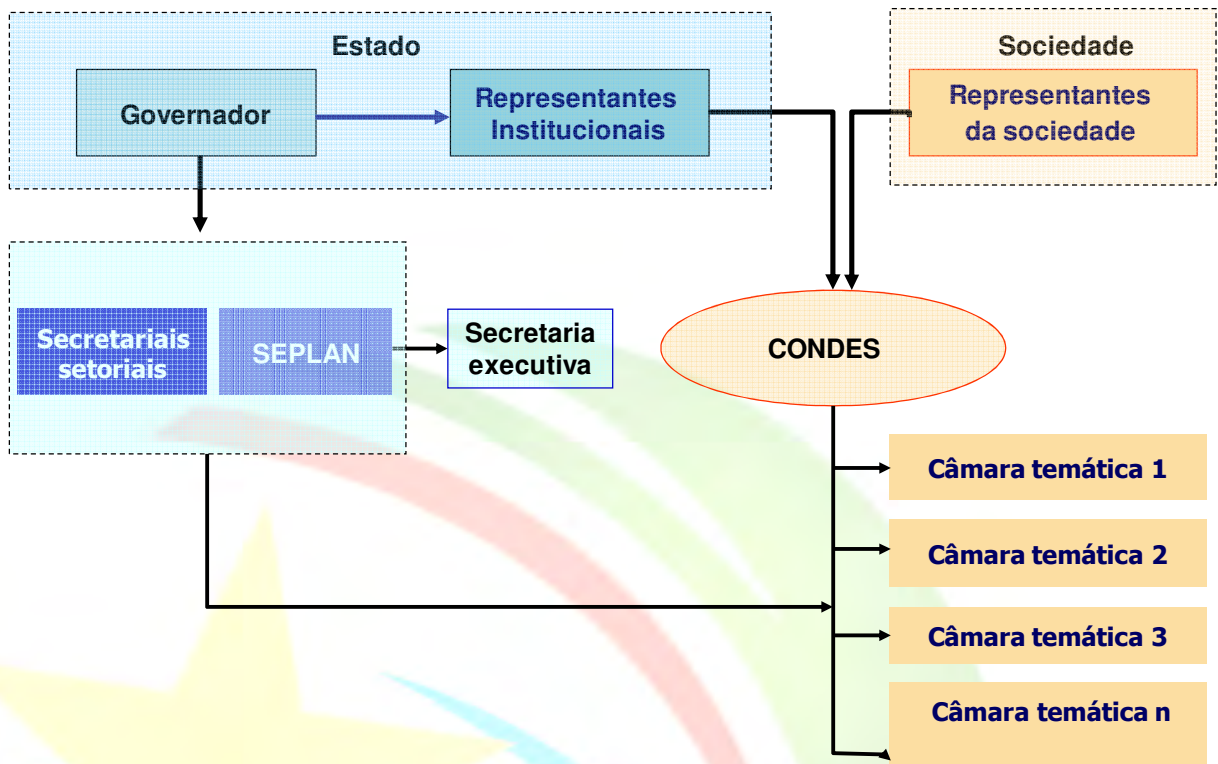 Estado
Sociedade
Governador
Representantes
Institucionais
Representantes
da sociedade
Secretariais
setoriais
SEPLAN
Secretaria
executiva
CONDES
Câmara temática 1
Câmara temática 2
Câmara temática 3
Câmara temática n